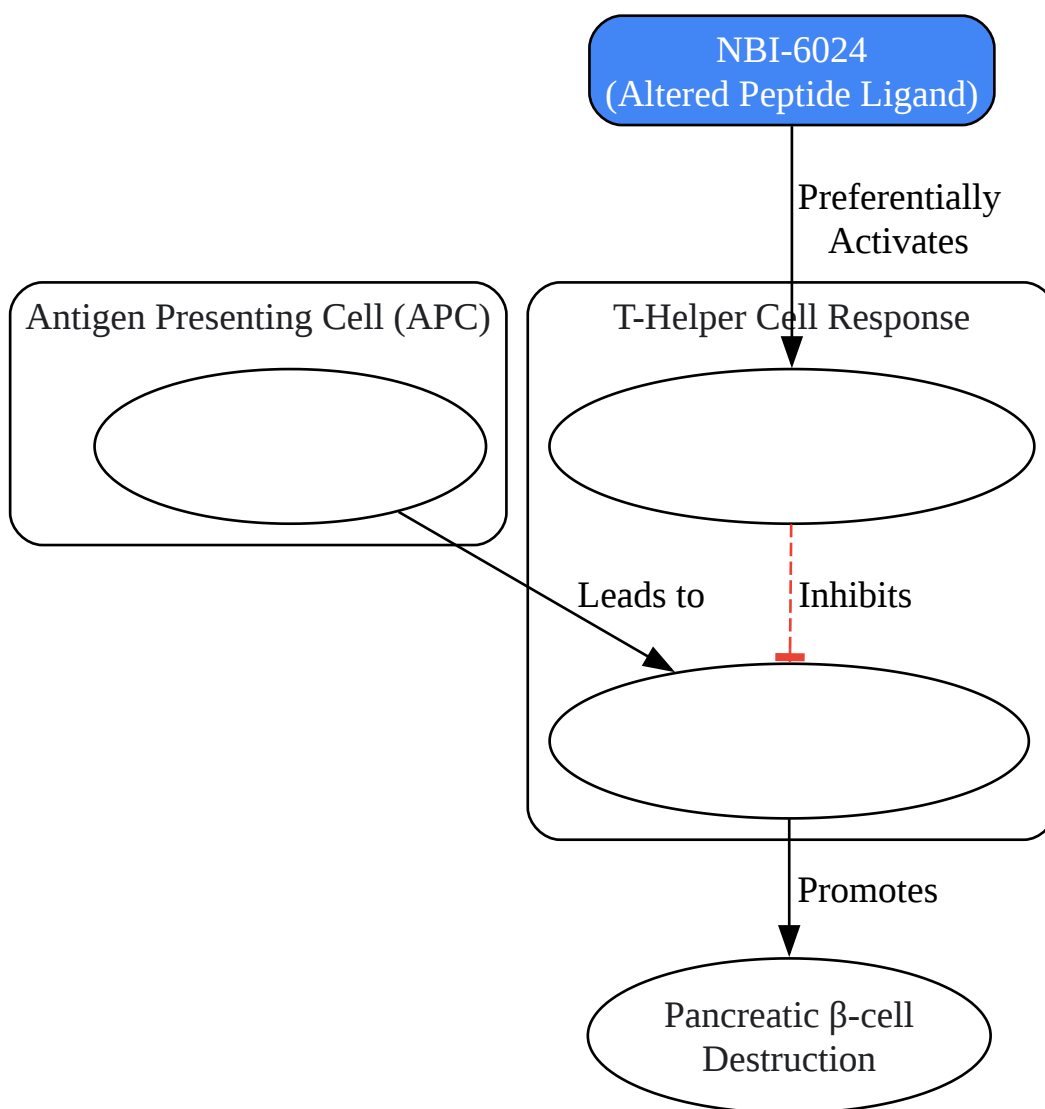 NBI-6024
(Altered Peptide Ligand)
Preferentially
Activates
Antigen Presenting Cell (APC)
T-Helper Cell Response
Leads to
Inhibits
Promotes
Pancreatic β-cell
Destruction